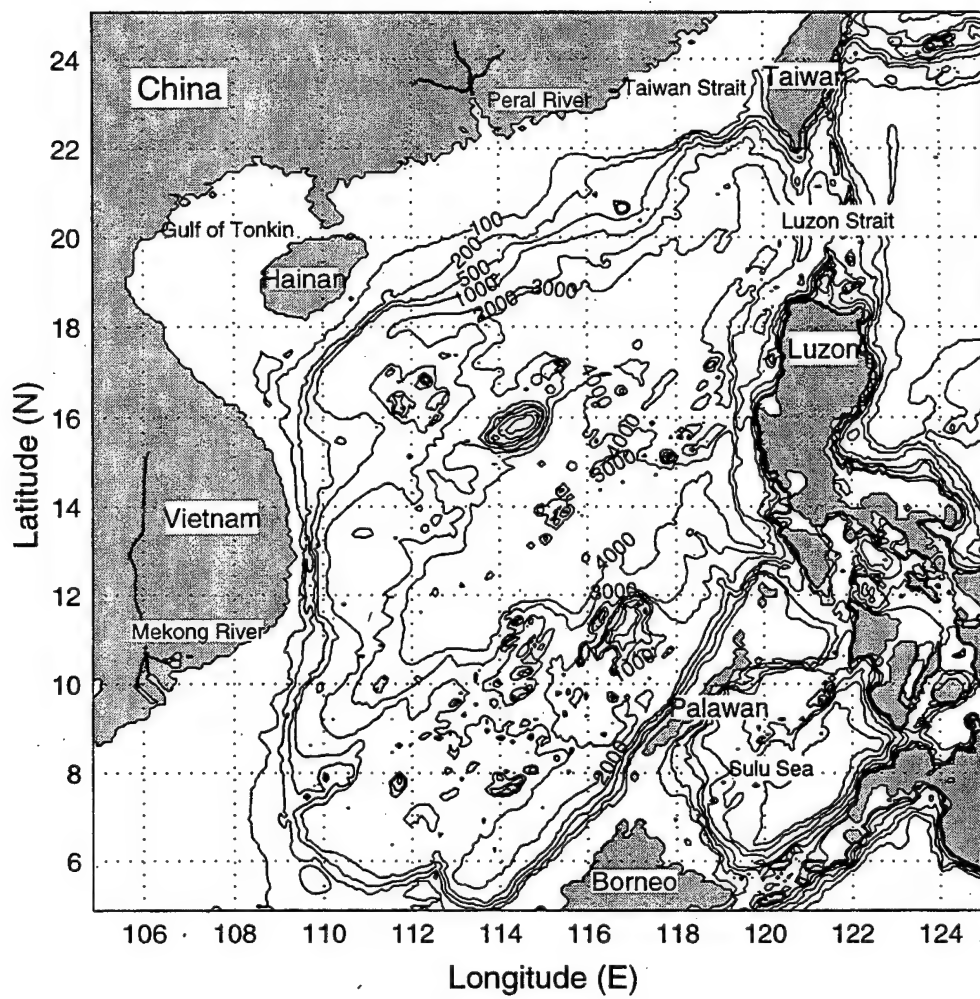 24
22
20
18
16
14
12
10
8
6
Latitude (N)
China
Peral River
Taiwan Strait
Taiwan
Luzon Strait
Gulf of Tonkin
Hainan
100
200
500
1000
2000
3000
Luzon
5000
4000
3000
1000
2000
Vietnam
Mekong River
Palawan
Sulu Sea
Borneo
106 108 110 112 114 116 118 120 122 124
Longitude (E)